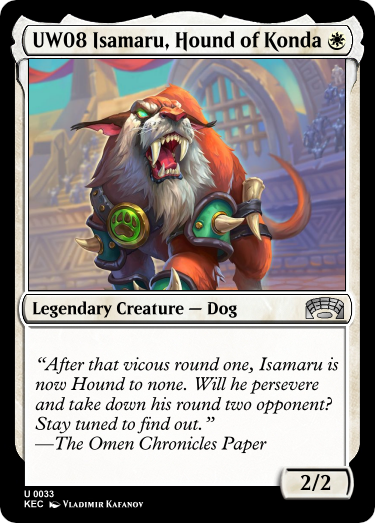 UW08 Isamaru, Hound of Konda
Legendary Creature — Dog
“After that vicous round one, Isamaru is
now Hound to none. Will he persevere
and take down his round two opponent?
Stay tuned to find out.”
—The Omen Chronicles Paper
2/2
U 0033
KEC Vladimir Kafanov